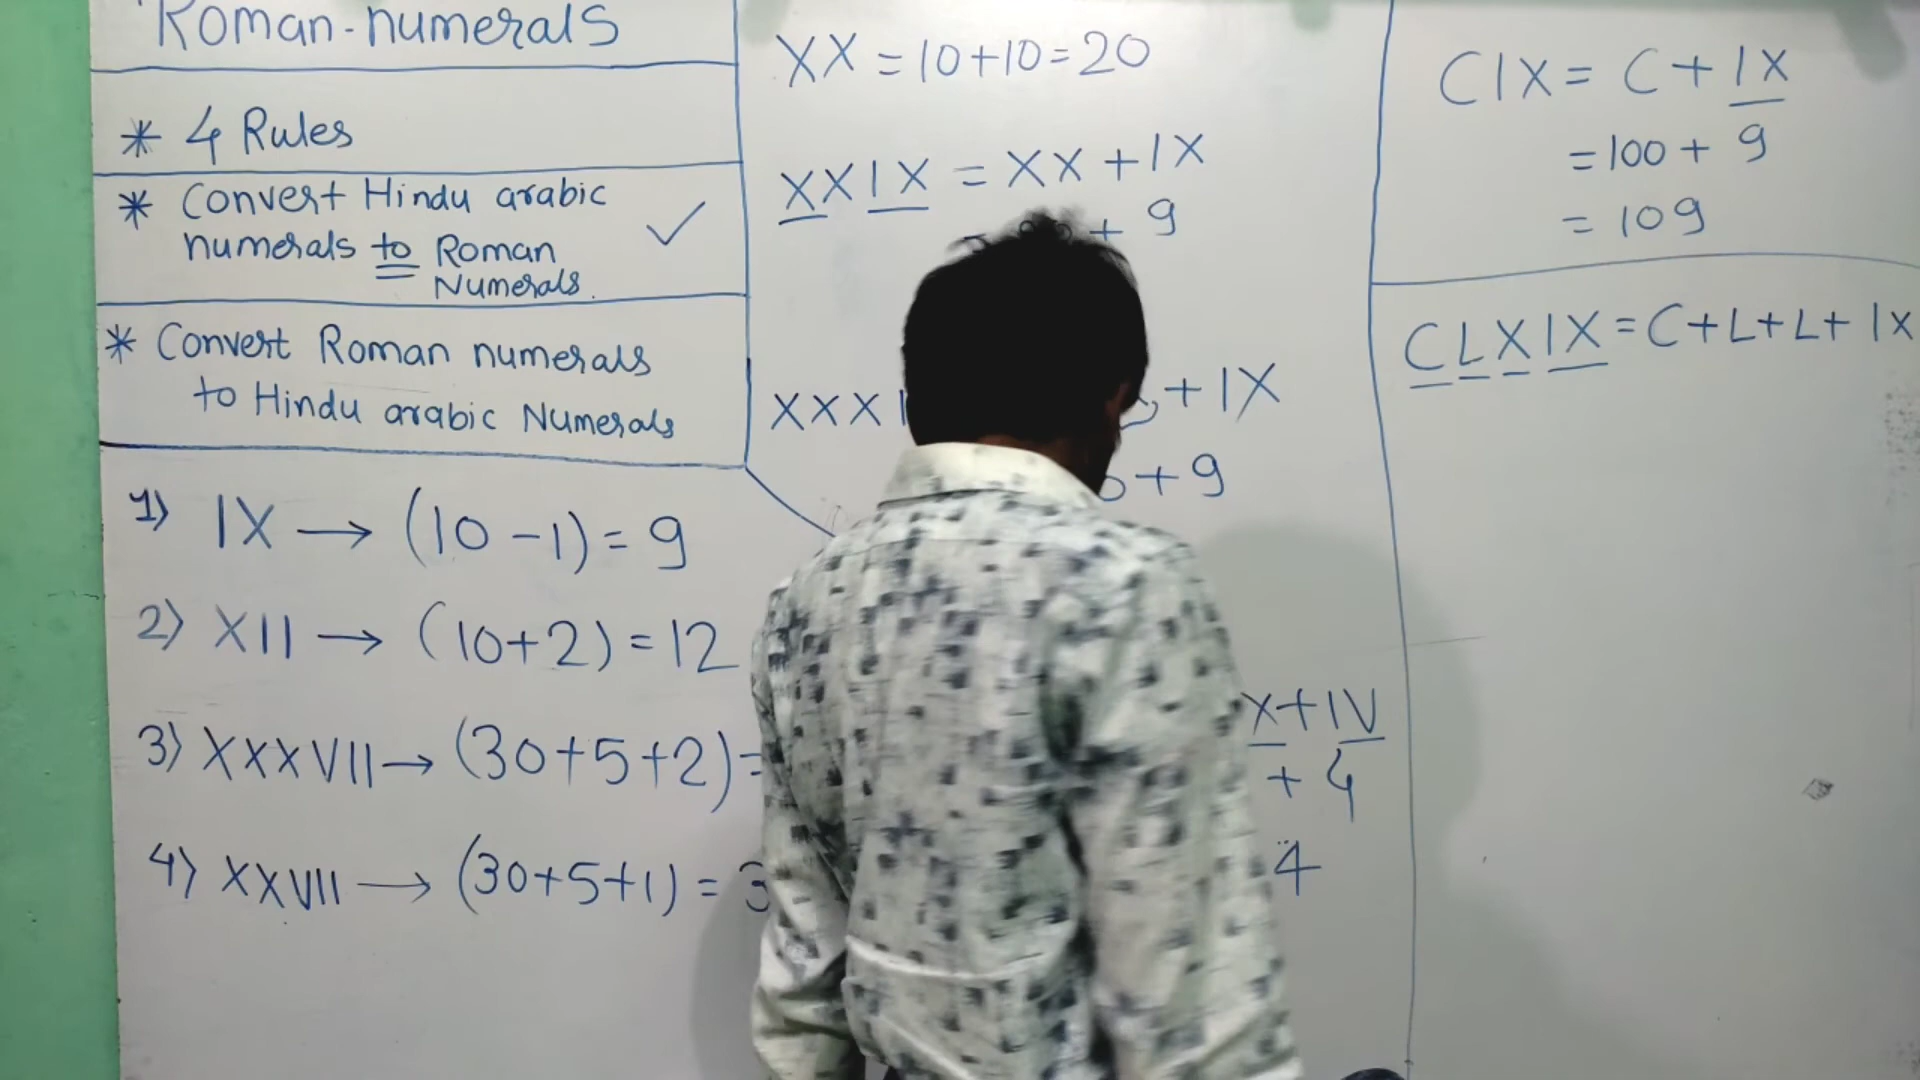 Roman-numerals
* 4 Rules
* Convert Hindu arabic
numerals to Roman
Numerals.
* Convert Roman numerals
to Hindu arabic Numerals
1) IX → (10-1) = 9
2) XII → (10+2) = 12
3) XXXVII → (30+5+2) =
4) XXVII → (30+5+1) = 3
XX = 10+10 = 20
XXIX = XX + IX
+ 9
XXX + IX
+ 9
X + IV
+ 4
4
CIX = C + IX
= 100 + 9
= 109
CLXIX = C+L+L+ IX